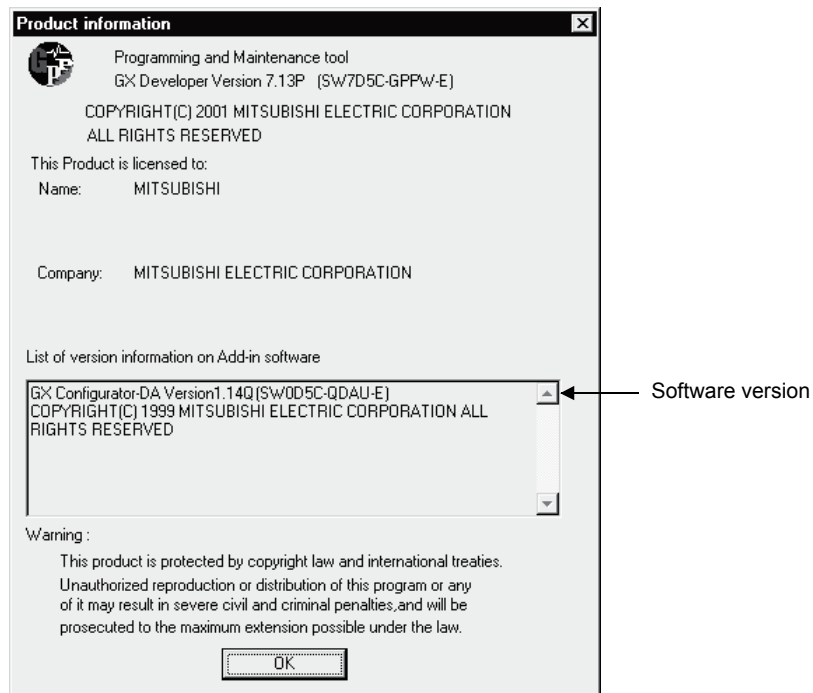 Product information
Programming and Maintenance tool
GX Developer Version 7.13P (SW7D5C-GPPW-E)
COPYRIGHT(C) 2001 MITSUBISHI ELECTRIC CORPORATION
ALL RIGHTS RESERVED
This Product is licensed to:
Name: MITSUBISHI
Company: MITSUBISHI ELECTRIC CORPORATION
List of version information on Add-in software
GX Configurator-DA Version1.14Q(SW0D5C-QDAU-E)
COPYRIGHT(C) 1999 MITSUBISHI ELECTRIC CORPORATION ALL
RIGHTS RESERVED
Software version
Warning :
This product is protected by copyright law and international treaties.
Unauthorized reproduction or distribution of this program or any
of it may result in severe civil and criminal penalties,and will be
prosecuted to the maximum extension possible under the law.
OK